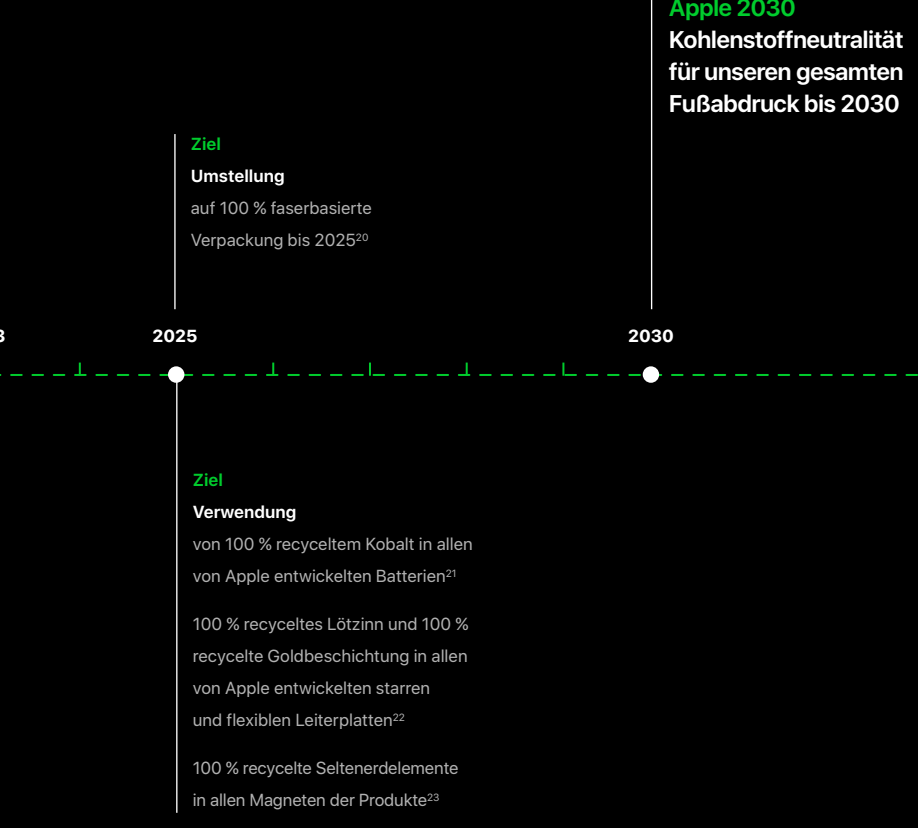 Apple 2030
Kohlenstoffneutralität
für unseren gesamten
Fußabdruck bis 2030
Ziel
Umstellung
auf 100 % faserbasierte
Verpackung bis 2025²⁰
2025
2030
Ziel
Verwendung
von 100 % recyceltem Kobalt in allen
von Apple entwickelten Batterien²¹
100 % recyceltes Lötzinn und 100 %
recycelte Goldbeschichtung in allen
von Apple entwickelten starren
und flexiblen Leiterplatten²²
100 % recycelte Seltenerdelemente
in allen Magneten der Produkte²³